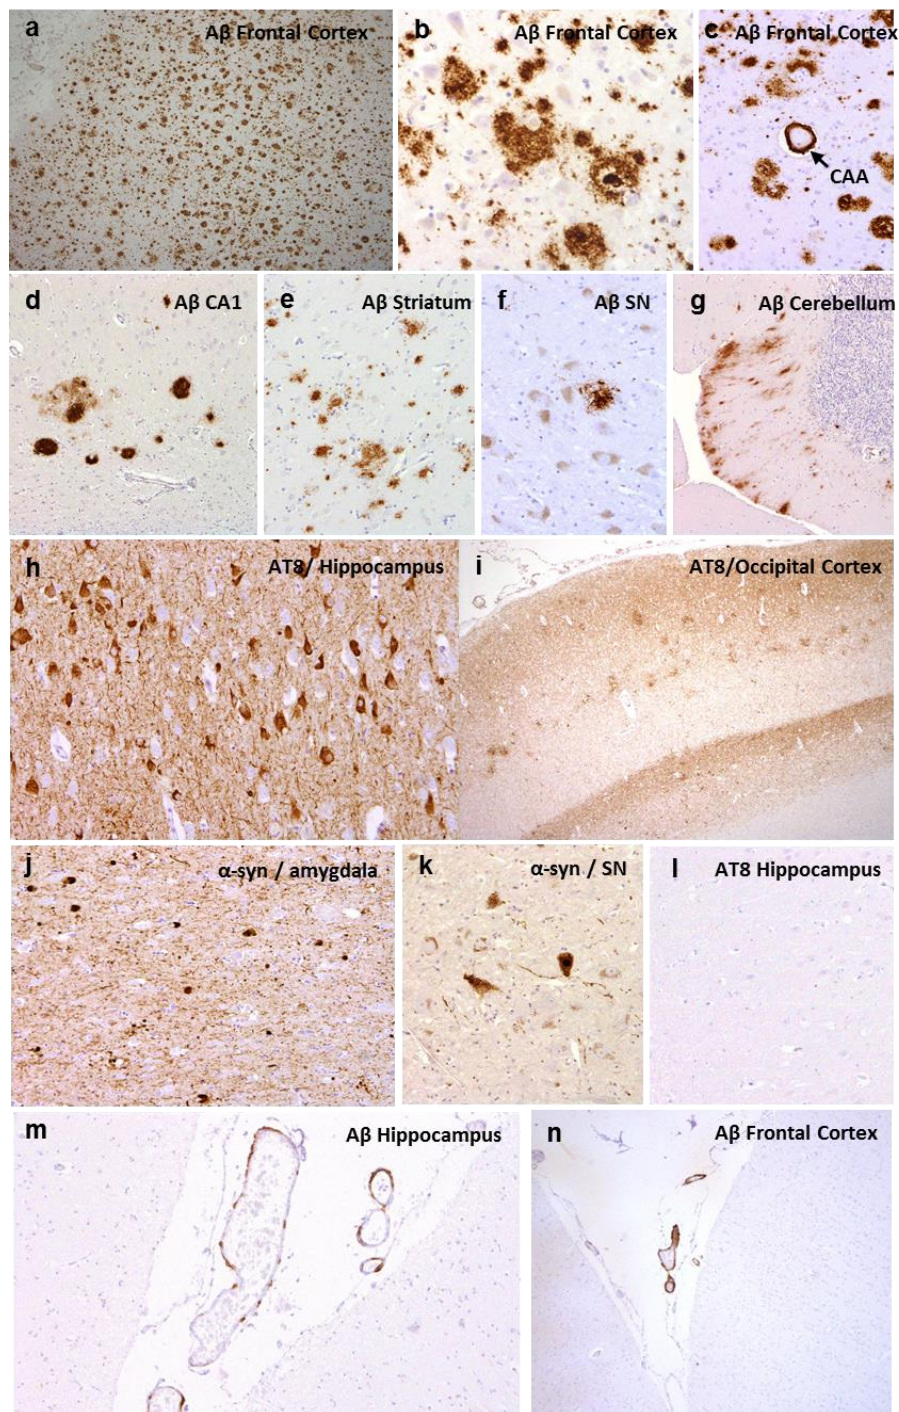 a Aβ Frontal Cortex
b Aβ Frontal Cortex
c Aβ Frontal Cortex
CAA
d Aβ CA1
e Aβ Striatum
f Aβ SN
g Aβ Cerebellum
h AT8/ Hippocampus
i AT8/Occipital Cortex
j α-syn / amygdala
k α-syn / SN
l AT8 Hippocampus
m Aβ Hippocampus
n Aβ Frontal Cortex